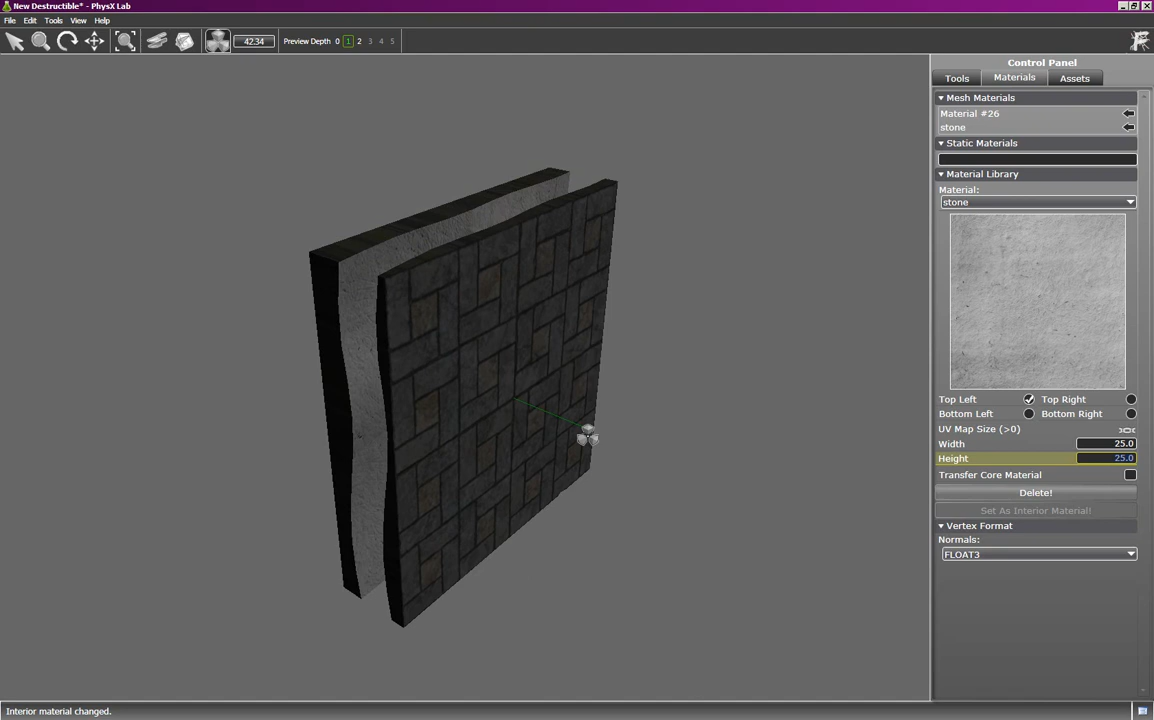 New Destructible* - PhysX Lab
File Edit Tools View Help
42.34 Preview Depth 0 1 2 3 4 5
Control Panel
Tools Materials Assets
Mesh Materials
Material #26
stone
Static Materials
Material Library
Material:
stone
Top Left Top Right
Bottom Left Bottom Right
UV Map Size (>0)
Width 25.0
Height 25.0
Transfer Core Material
Delete!
Set As Interior Material!
Vertex Format
Normals:
FLOAT3
Interior material changed.